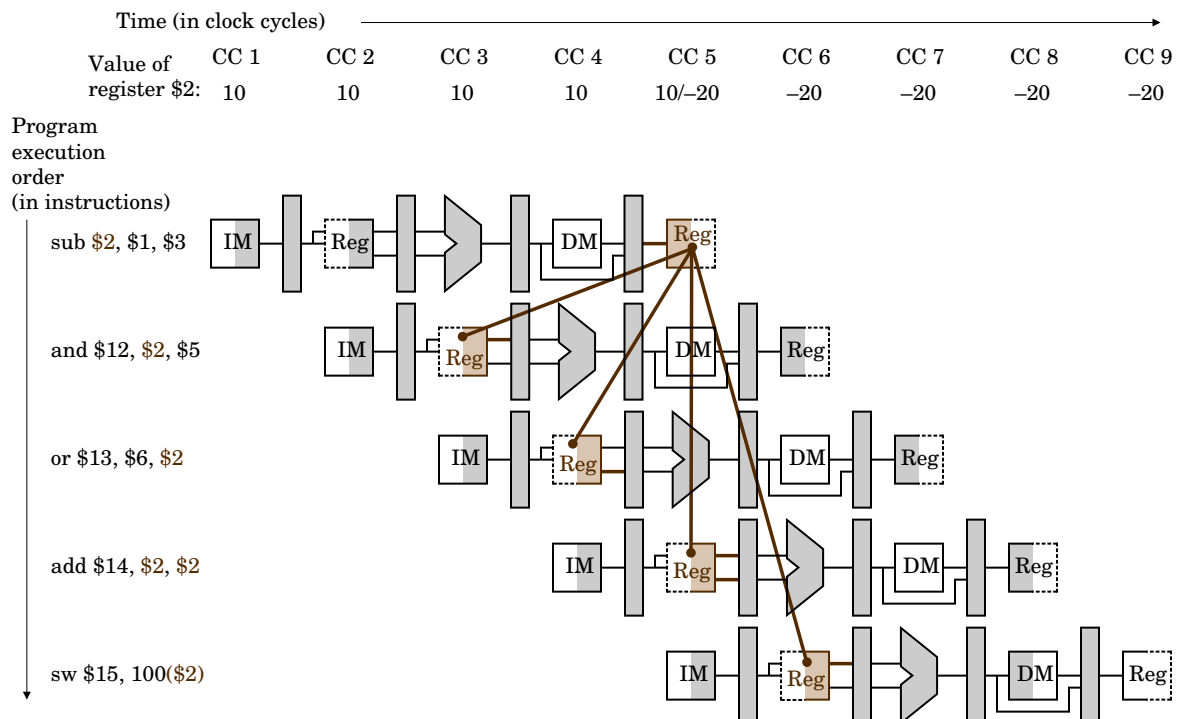 Time (in clock cycles)
Value of
register $2:
CC 1 CC 2 CC 3 CC 4 CC 5 CC 6 CC 7 CC 8 CC 9
10 10 10 10 10/–20 –20 –20 –20 –20
Program
execution
order
(in instructions)
sub $2, $1, $3
IM Reg DM Reg
and $12, $2, $5
IM Reg DM Reg
or $13, $6, $2
IM Reg DM Reg
add $14, $2, $2
IM Reg DM Reg
sw $15, 100($2)
IM Reg DM Reg